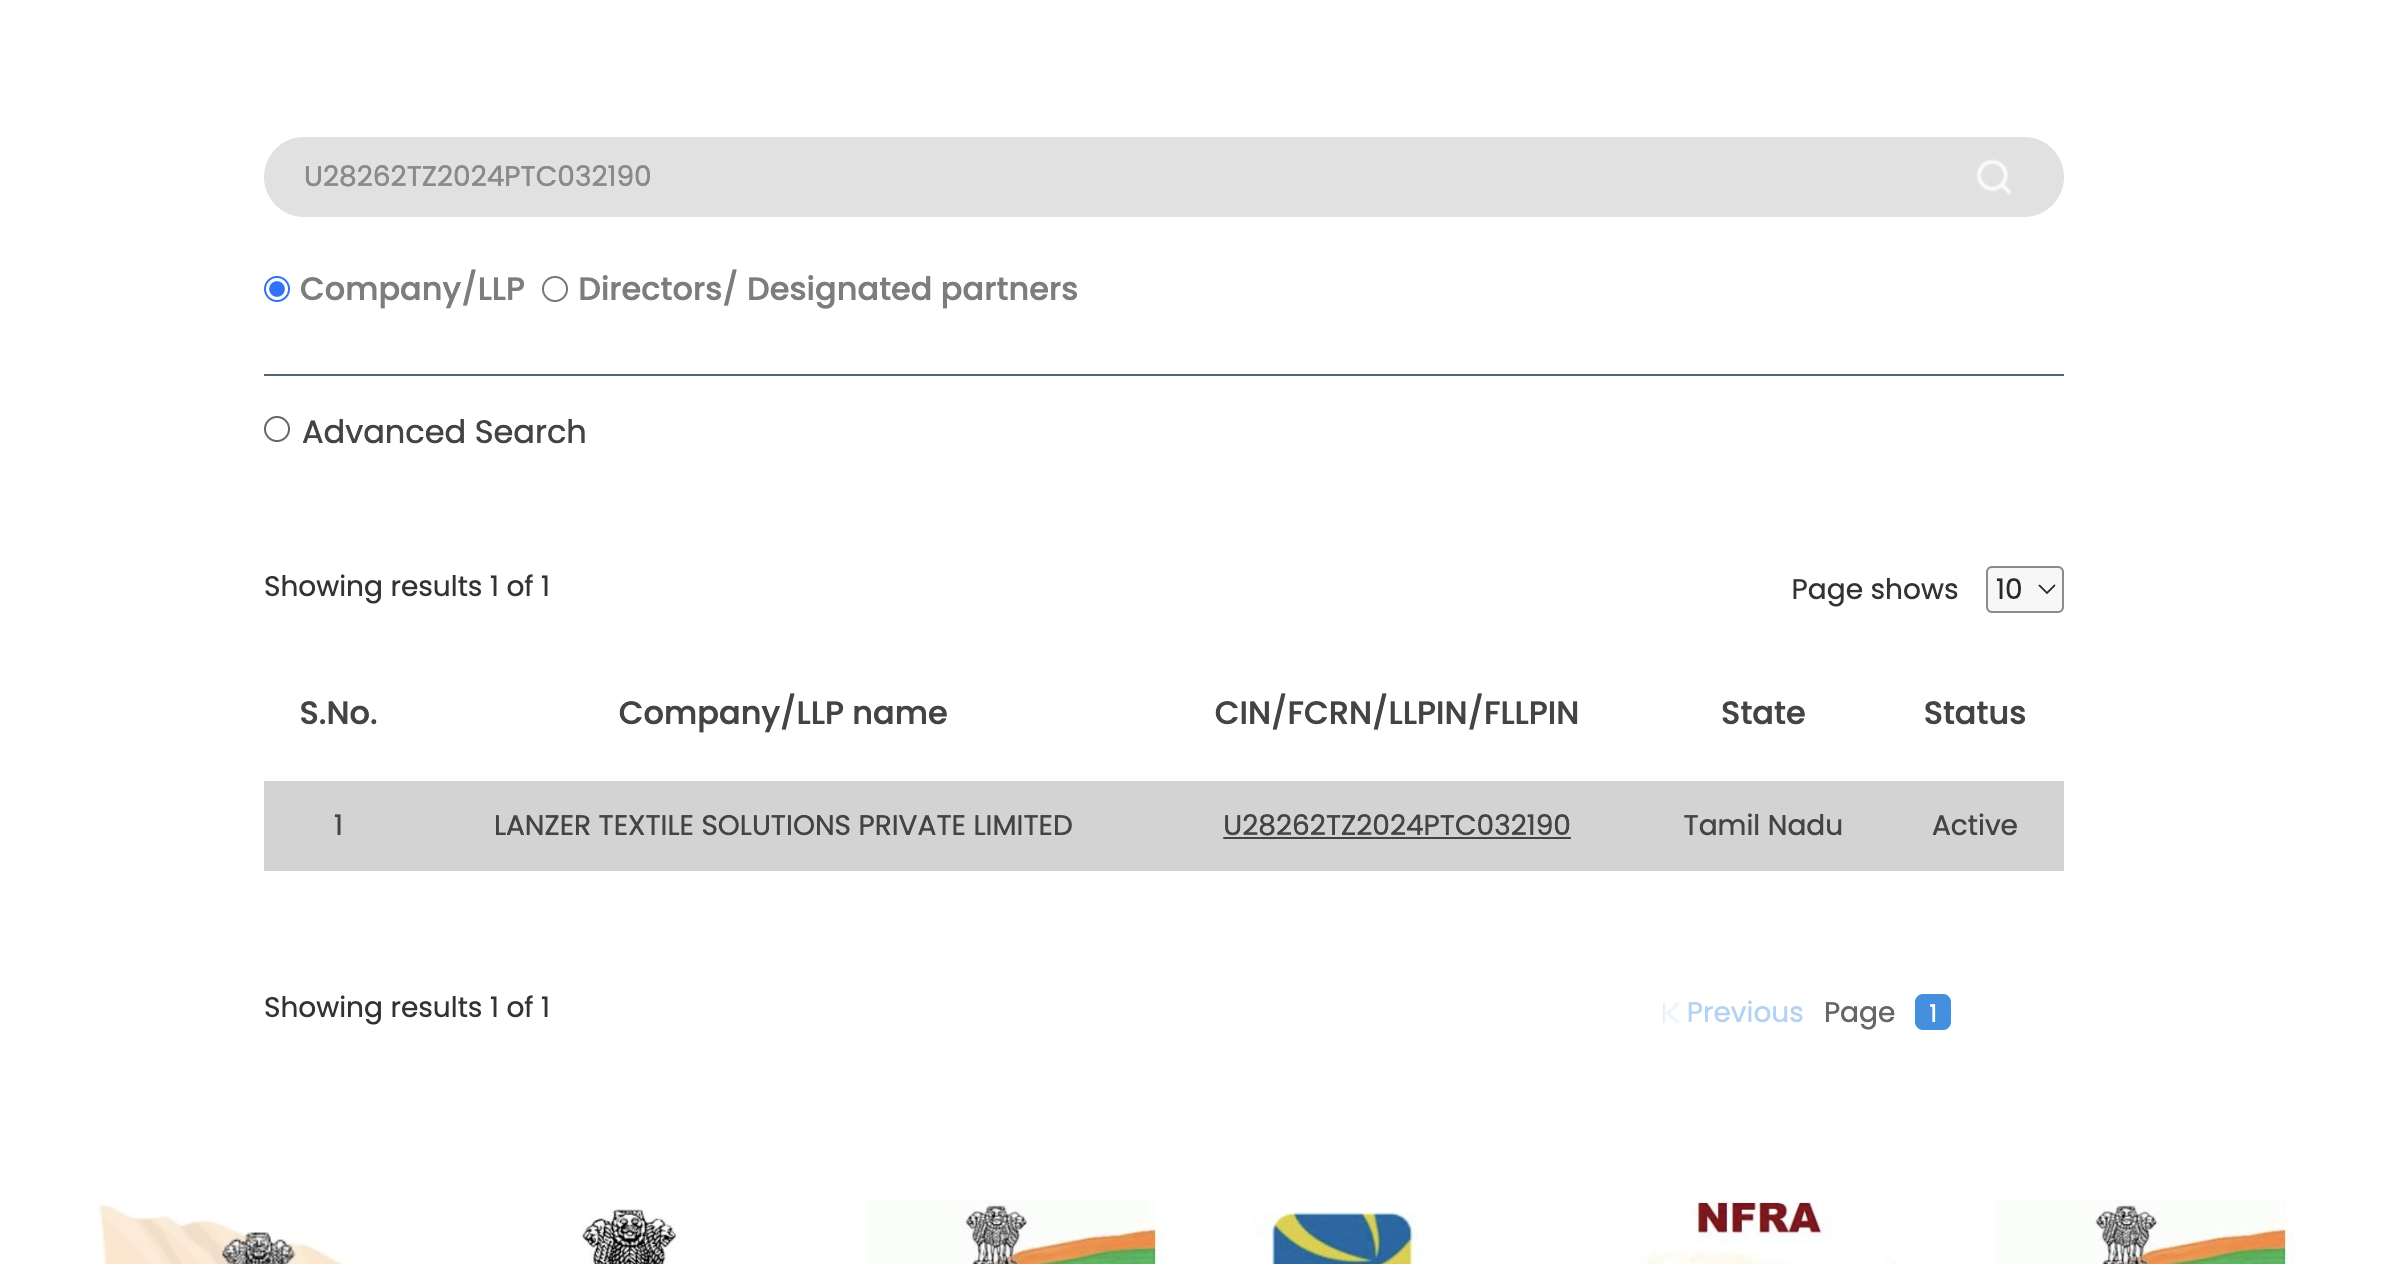 U28262TZ2024PTC032190
Company/LLP Directors/ Designated partners
Advanced Search
Showing results 1 of 1 Page shows 10
S.No. Company/LLP name CIN/FCRN/LLPIN/FLLPIN State Status
1 LANZER TEXTILE SOLUTIONS PRIVATE LIMITED U28262TZ2024PTC032190 Tamil Nadu Active
Showing results 1 of 1 Previous Page 1
NFRA